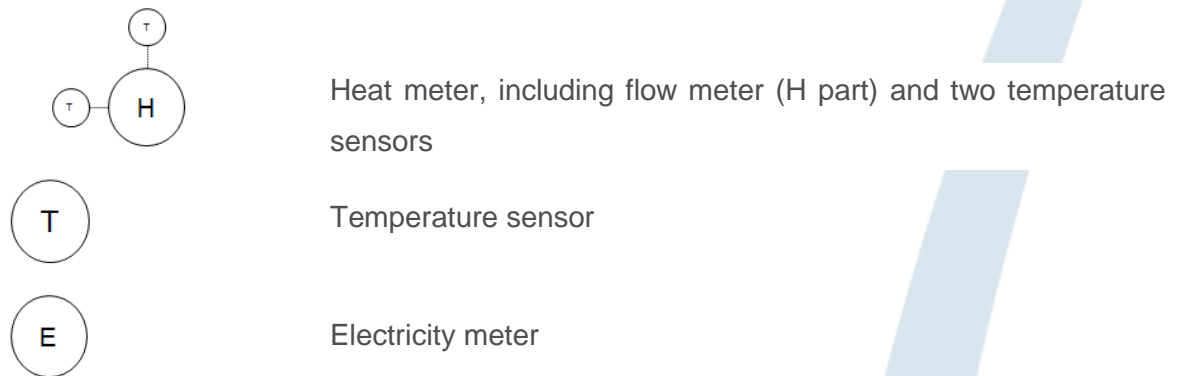 T
T H
Heat meter, including flow meter (H part) and two temperature
sensors
T
Temperature sensor
E
Electricity meter